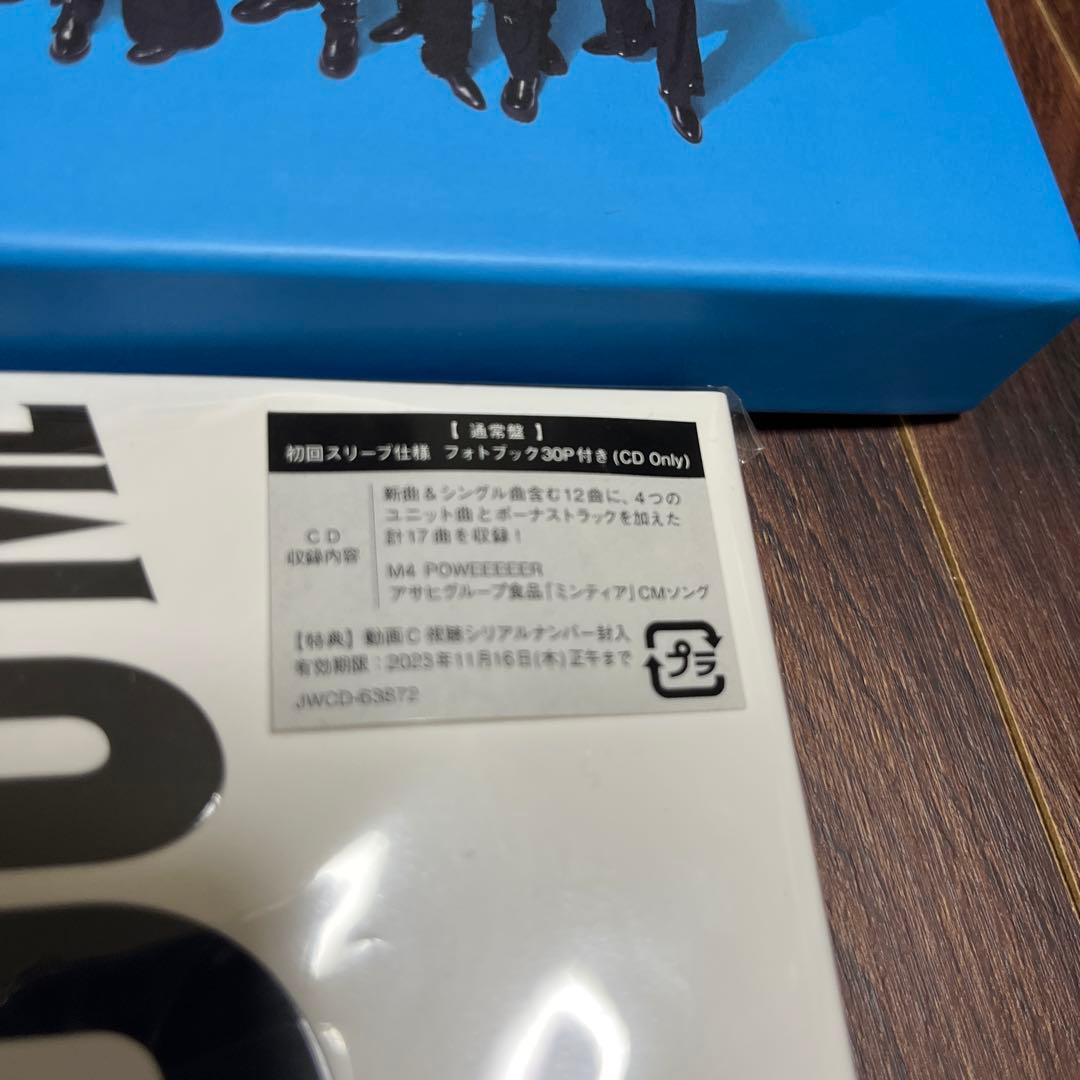 【 通常盤 】
初回スリーブ仕様 フォトブック30P付き(CD Only)
CD
収録内容
新曲&シングル曲含む12曲に、4つの
ユニット曲とボーナストラックを加えた
計17曲を収録!
M4 POWEEEEER
アサヒグループ食品「ミンティア」CMソング
【特典】動画C 視聴シリアルナンバー封入
有効期限:2023年11月16日(木)正午まで
JWCD-63872
プラ